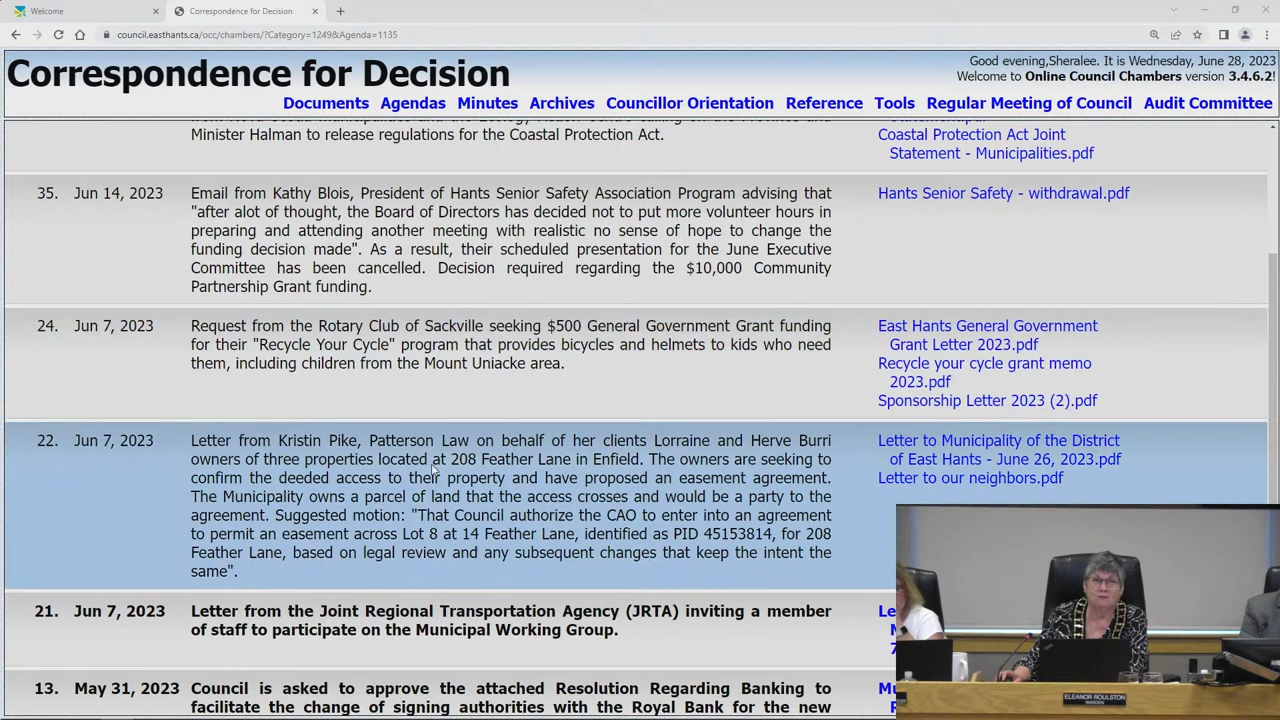 Welcome
Correspondence for Decision
council.easthants.ca/occ/chambers/?Category=1249&Agenda=1135
Correspondence for Decision
Good evening,Sheralee. It is Wednesday, June 28, 2023
Welcome to Online Council Chambers version 3.4.6.2!
Documents Agendas Minutes Archives Councillor Orientation Reference Tools Regular Meeting of Council Audit Committee
Minister Halman to release regulations for the Coastal Protection Act.
Coastal Protection Act Joint
Statement - Municipalities.pdf
35. Jun 14, 2023
Email from Kathy Blois, President of Hants Senior Safety Association Program advising that
"after alot of thought, the Board of Directors has decided not to put more volunteer hours in
preparing and attending another meeting with realistic no sense of hope to change the
funding decision made". As a result, their scheduled presentation for the June Executive
Committee has been cancelled. Decision required regarding the $10,000 Community
Partnership Grant funding.
Hants Senior Safety - withdrawal.pdf
24. Jun 7, 2023
Request from the Rotary Club of Sackville seeking $500 General Government Grant funding
for their "Recycle Your Cycle" program that provides bicycles and helmets to kids who need
them, including children from the Mount Uniacke area.
East Hants General Government
Grant Letter 2023.pdf
Recycle your cycle grant memo
2023.pdf
Sponsorship Letter 2023 (2).pdf
22. Jun 7, 2023
Letter from Kristin Pike, Patterson Law on behalf of her clients Lorraine and Herve Burri
owners of three properties located at 208 Feather Lane in Enfield. The owners are seeking to
confirm the deeded access to their property and have proposed an easement agreement.
The Municipality owns a parcel of land that the access crosses and would be a party to the
agreement. Suggested motion: "That Council authorize the CAO to enter into an agreement
to permit an easement across Lot 8 at 14 Feather Lane, identified as PID 45153814, for 208
Feather Lane, based on legal review and any subsequent changes that keep the intent the
same".
Letter to Municipality of the District
of East Hants - June 26, 2023.pdf
Letter to our neighbors.pdf
21. Jun 7, 2023
Letter from the Joint Regional Transportation Agency (JRTA) inviting a member
of staff to participate on the Municipal Working Group.
13. May 31, 2023
Council is asked to approve the attached Resolution Regarding Banking to
facilitate the change of signing authorities with the Royal Bank for the new
ELEANOR ROULSTON
WARDEN